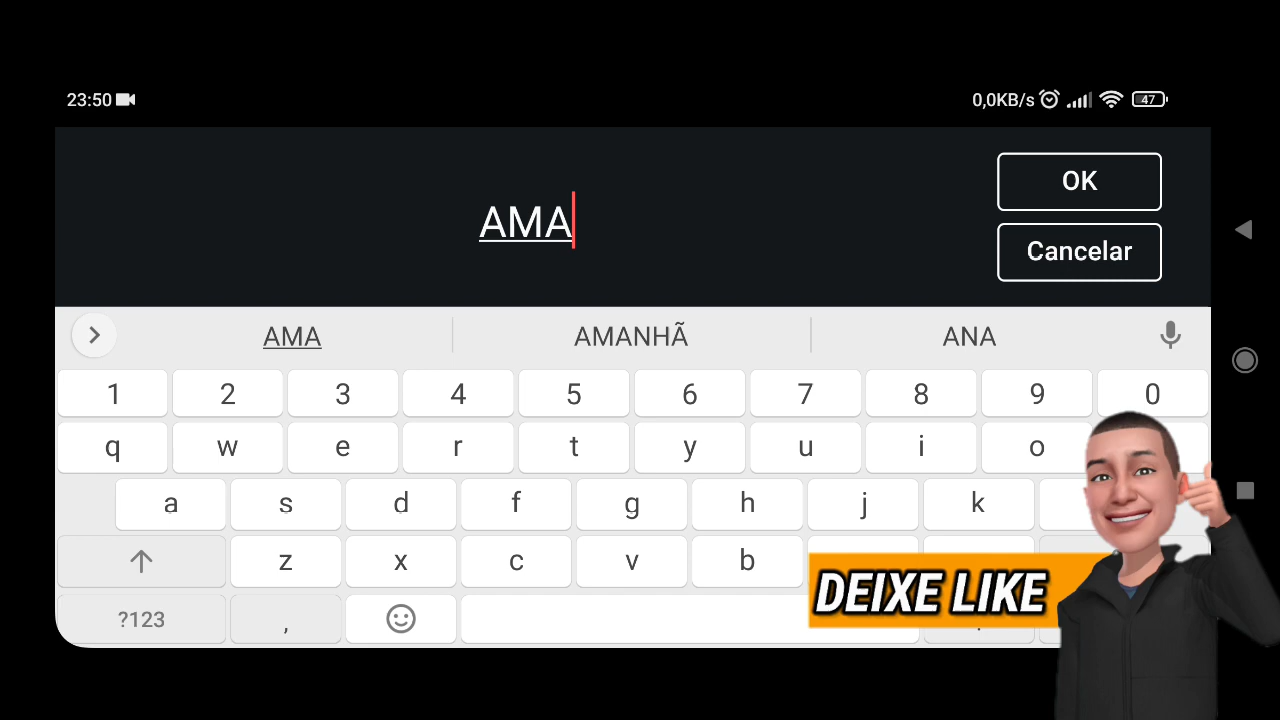 23:50
0,0KB/s 47
AMA
OK
Cancelar
AMA AMANHÃ ANA
1 2 3 4 5 6 7 8 9 0
q w e r t y u i o
a s d f g h j k
z x c v b
DEIXE LIKE
?123 ,